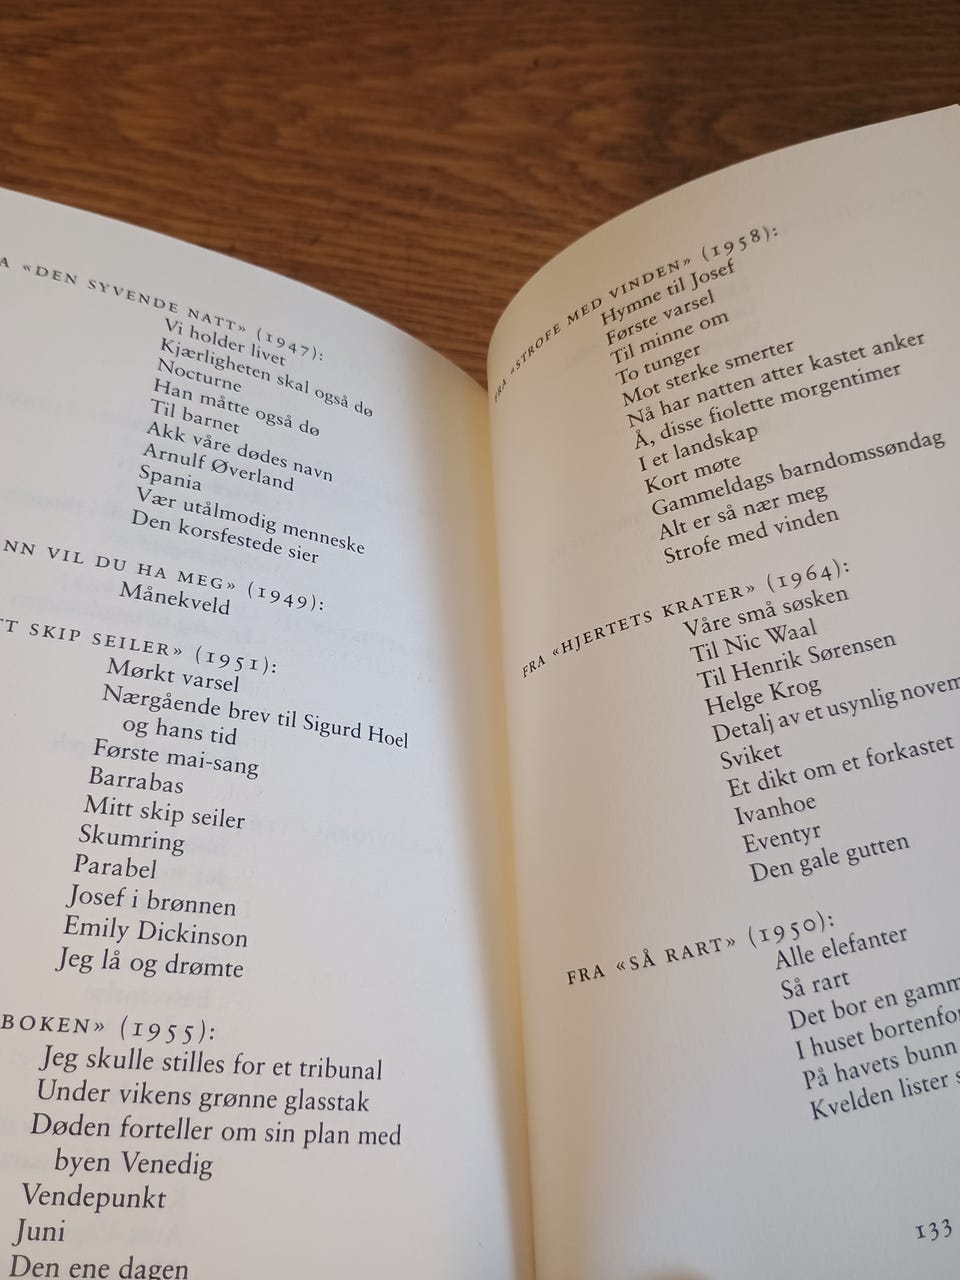 «DEN SYVENDE NATT» (1947):
Vi holder livet
Kjærligheten skal også dø
Nocturne
Han måtte også dø
Til barnet
Akk våre dødes navn
Arnulf Øverland
Spania
Vær utålmodig menneske
Den korsfestede sier
VIL DU HA MEG» (1949):
Månekveld
SKIP SEILER» (1951):
Mørkt varsel
Nærgående brev til Sigurd Hoel
og hans tid
Første mai-sang
Barrabas
Mitt skip seiler
Skumring
Parabel
Josef i brønnen
Emily Dickinson
Jeg lå og drømte
BOKEN» (1955):
Jeg skulle stilles for et tribunal
Under vikens grønne glasstak
Døden forteller om sin plan med
byen Venedig
Vendepunkt
Juni
Den ene dagen
FRA «STROFE MED VINDEN» (1958):
Hymne til Josef
Første varsel
Til minne om
To tunger
Mot sterke smerter
Nå har natten atter kastet anker
Å, disse fiolette morgentimer
I et landskap
Kort møte
Gammeldags barndomssøndag
Alt er så nær meg
Strofe med vinden
FRA «HJERTETS KRATER» (1964):
Våre små søsken
Til Nic Waal
Til Henrik Sørensen
Helge Krog
Detalj av et usynlig
Sviket
Et dikt om et forkastet
Ivanhoe
Eventyr
Den gale gutten
FRA «SÅ RART» (1950):
Alle elefanter
Så rart
Det bor en
I huset
På havets bunn
Kvelden lister
133